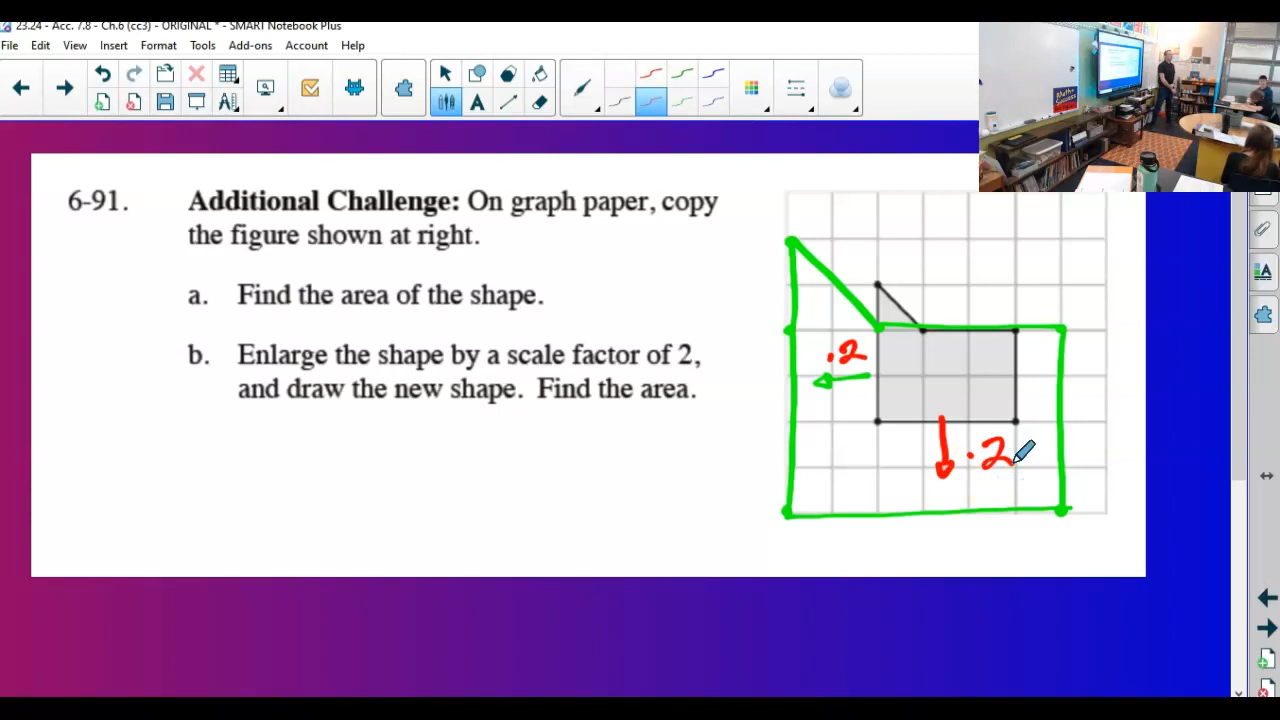 23.24 - Acc. 7.8 - Ch.6 (cc3) - ORIGINAL * - SMART Notebook Plus
File Edit View Insert Format Tools Add-ons Account Help
Math=
Success
6-91. Additional Challenge: On graph paper, copy
the figure shown at right.
a. Find the area of the shape.
b. Enlarge the shape by a scale factor of 2,
and draw the new shape. Find the area.
.2
.2